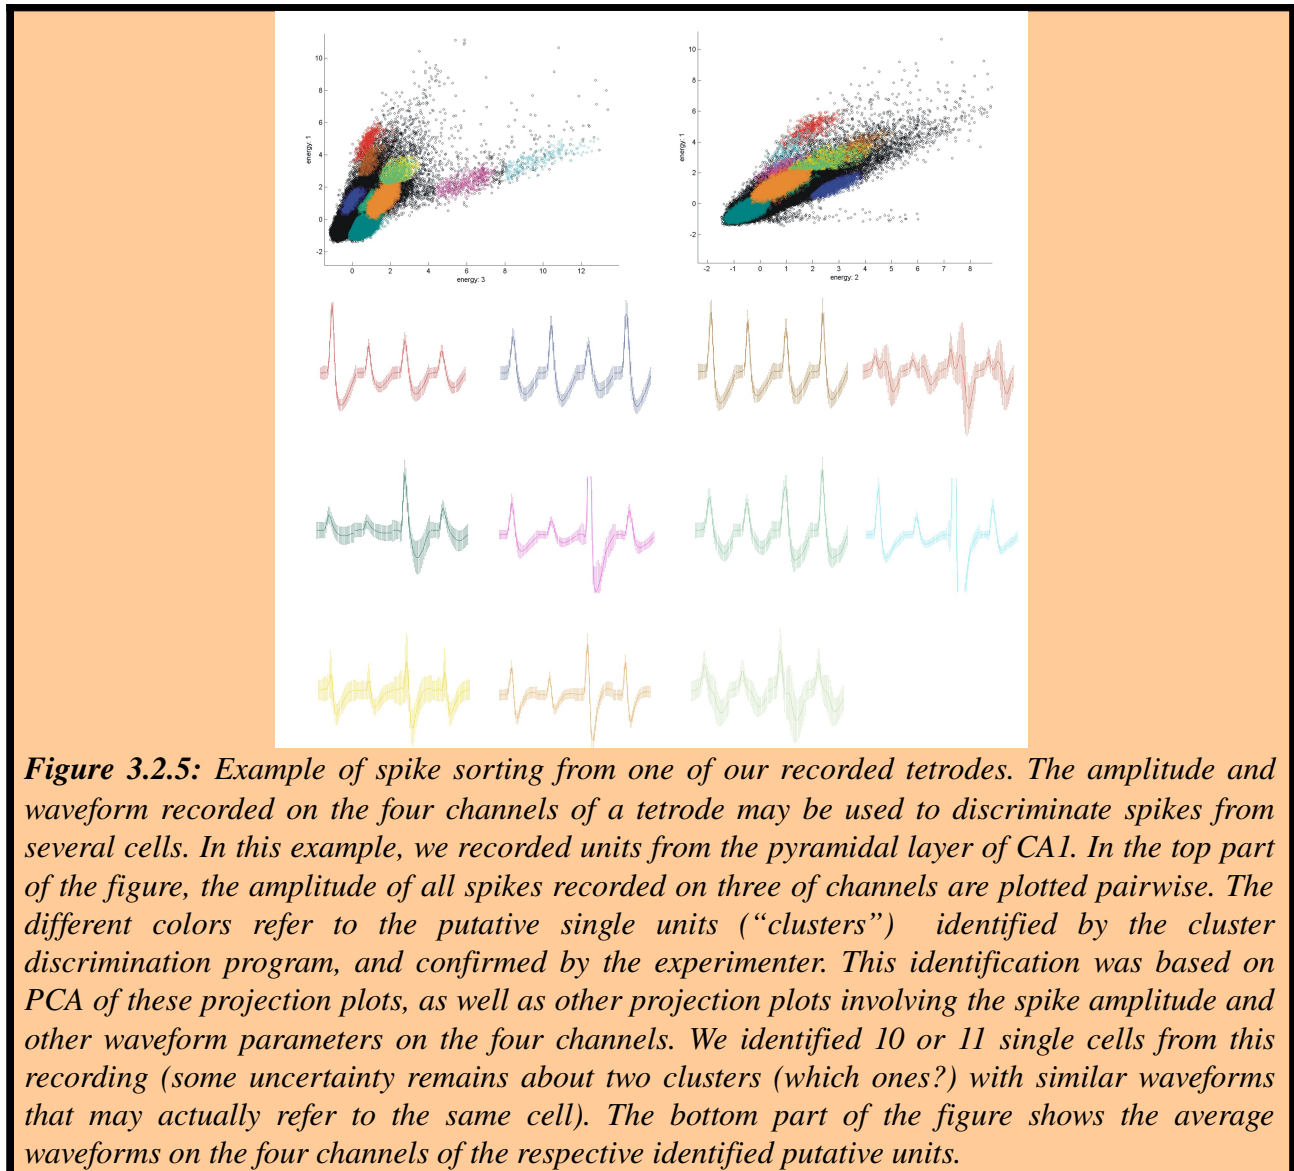 10
8
6
4
2
0
-2
energy: 1
0 2 4 6 8 10 12
energy: 3
10
8
6
4
2
0
-2
energy: 1
-2 -1 0 1 2 3 4 5 6 7 8
energy: 2
Figure 3.2.5: Example of spike sorting from one of our recorded tetrodes. The amplitude and
waveform recorded on the four channels of a tetrode may be used to discriminate spikes from
several cells. In this example, we recorded units from the pyramidal layer of CA1. In the top part
of the figure, the amplitude of all spikes recorded on three of channels are plotted pairwise. The
different colors refer to the putative single units (“clusters”) identified by the cluster
discrimination program, and confirmed by the experimenter. This identification was based on
PCA of these projection plots, as well as other projection plots involving the spike amplitude and
other waveform parameters on the four channels. We identified 10 or 11 single cells from this
recording (some uncertainty remains about two clusters (which ones?) with similar waveforms
that may actually refer to the same cell). The bottom part of the figure shows the average
waveforms on the four channels of the respective identified putative units.